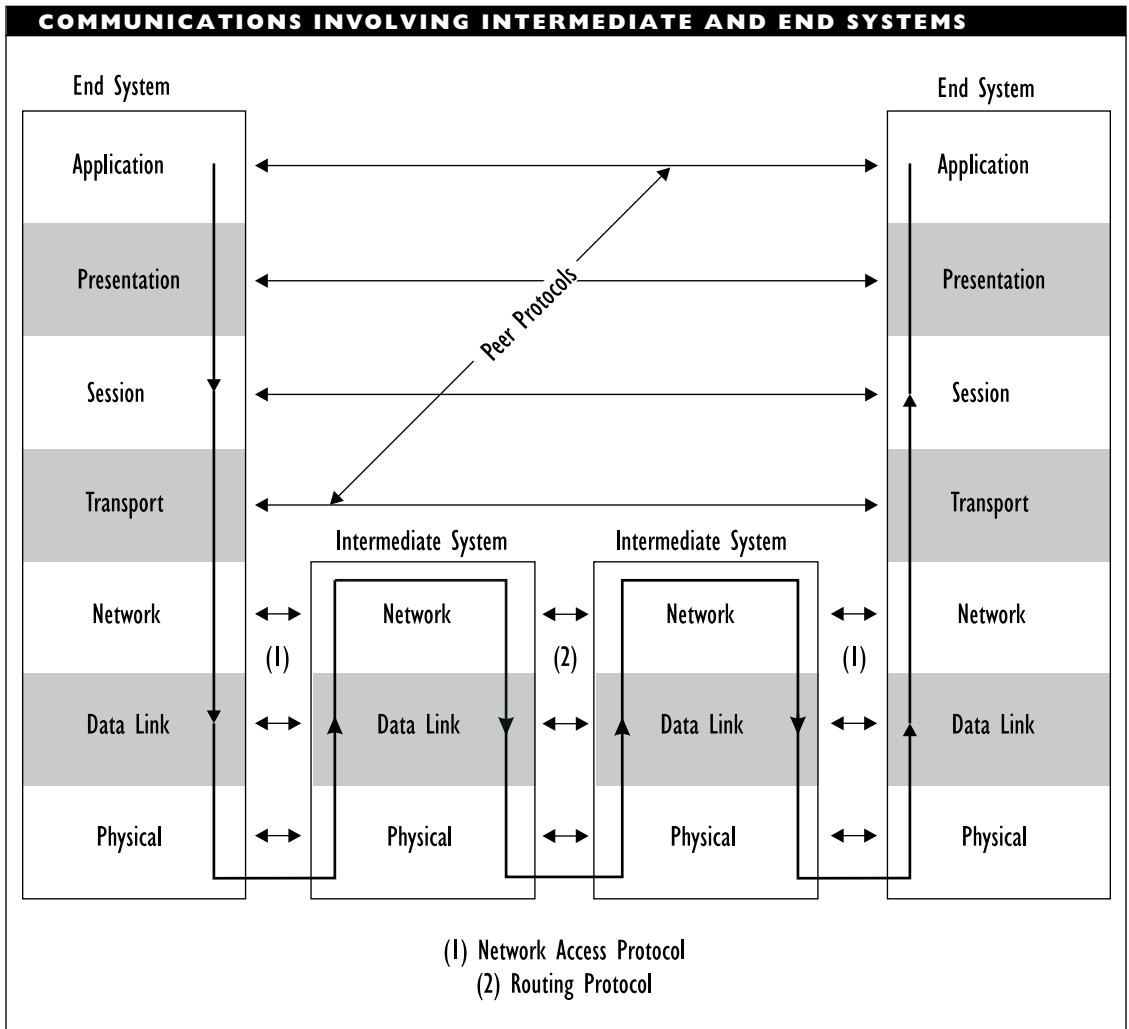 COMMUNICATIONS INVOLVING INTERMEDIATE AND END SYSTEMS
End System
End System
Application
Application
Presentation
Presentation
Peer Protocols
Session
Session
Transport
Transport
Intermediate System
Intermediate System
Network
Network
Network
Network
(1)
(2)
(1)
Data Link
Data Link
Data Link
Data Link
Physical
Physical
Physical
Physical
(1) Network Access Protocol
(2) Routing Protocol